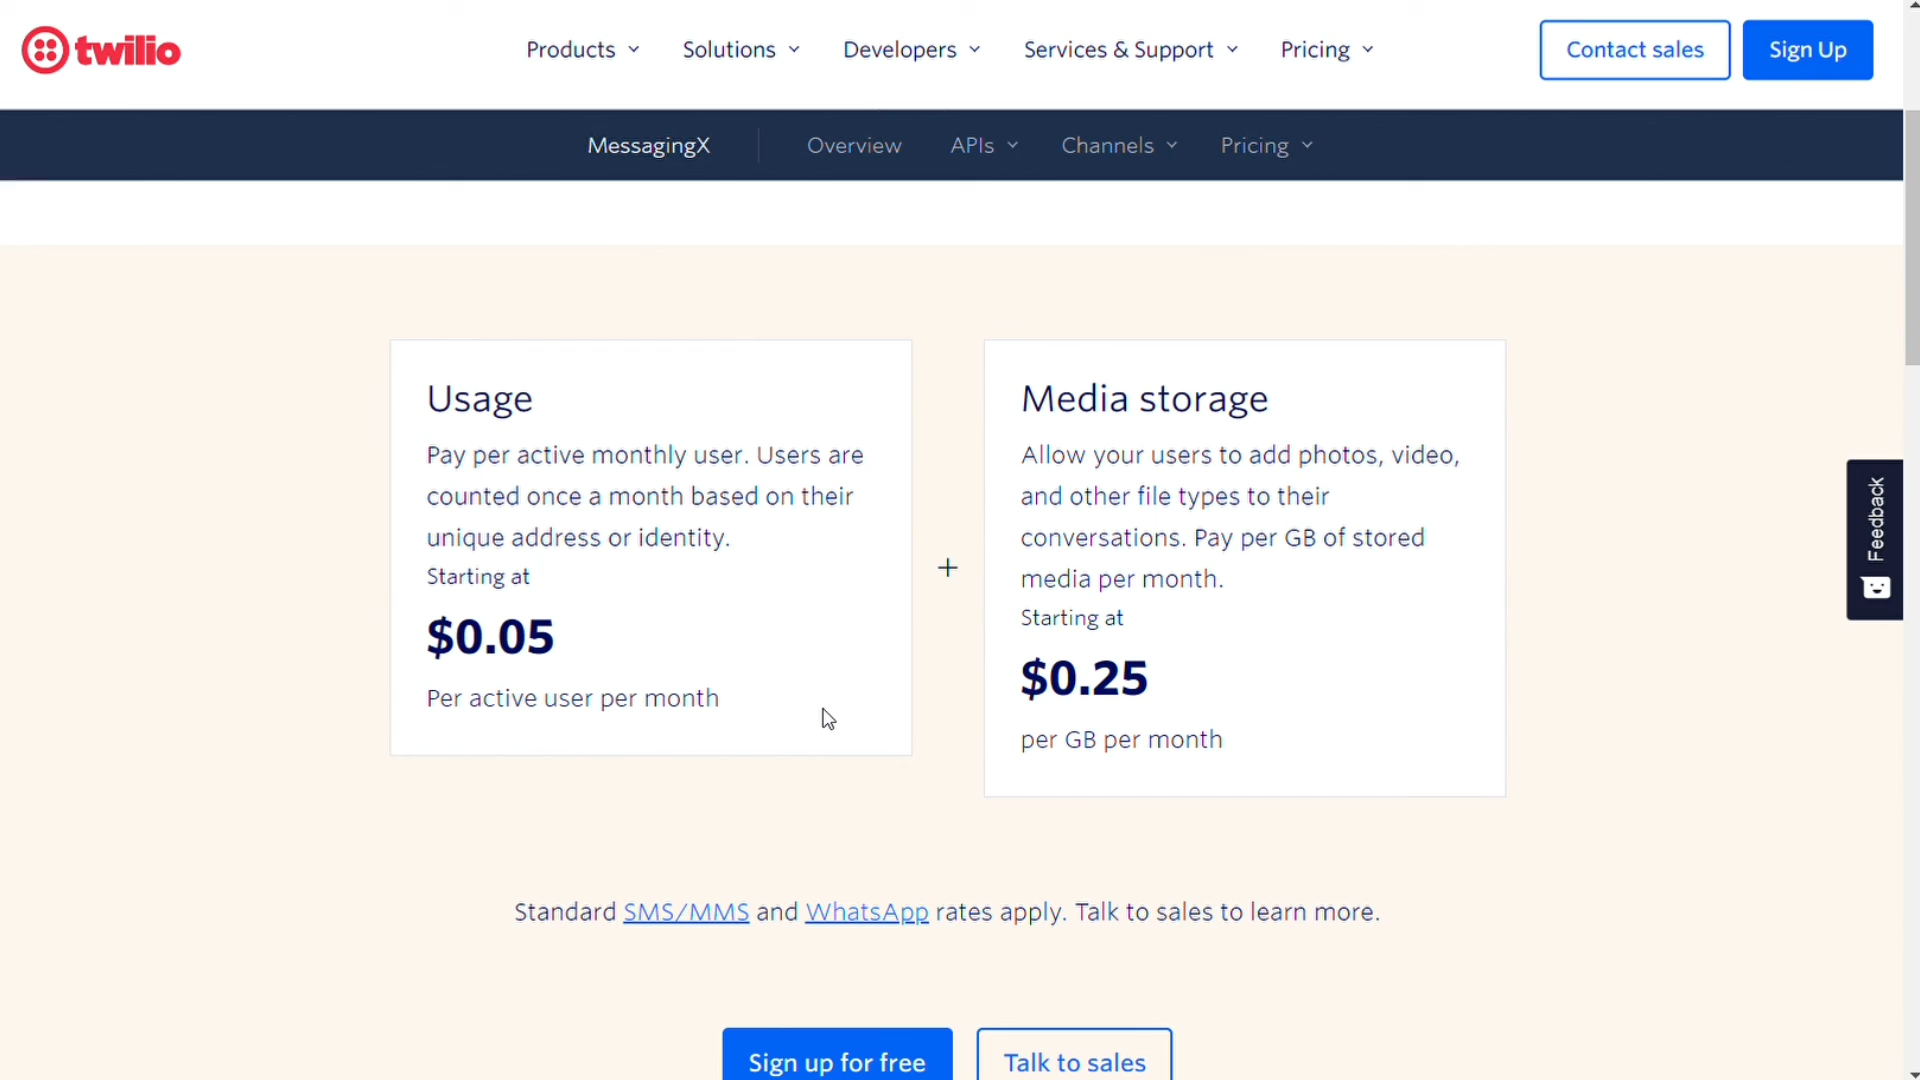 twilio
Products
Solutions
Developers
Services & Support
Pricing
Contact sales
Sign Up
MessagingX
Overview
APIs
Channels
Pricing
Usage
Pay per active monthly user. Users are
counted once a month based on their
unique address or identity.
Starting at
$0.05
Per active user per month
+
Media storage
Allow your users to add photos, video,
and other file types to their
conversations. Pay per GB of stored
media per month.
Starting at
$0.25
per GB per month
Feedback
Standard SMS/MMS and WhatsApp rates apply. Talk to sales to learn more.
Sign up for free
Talk to sales